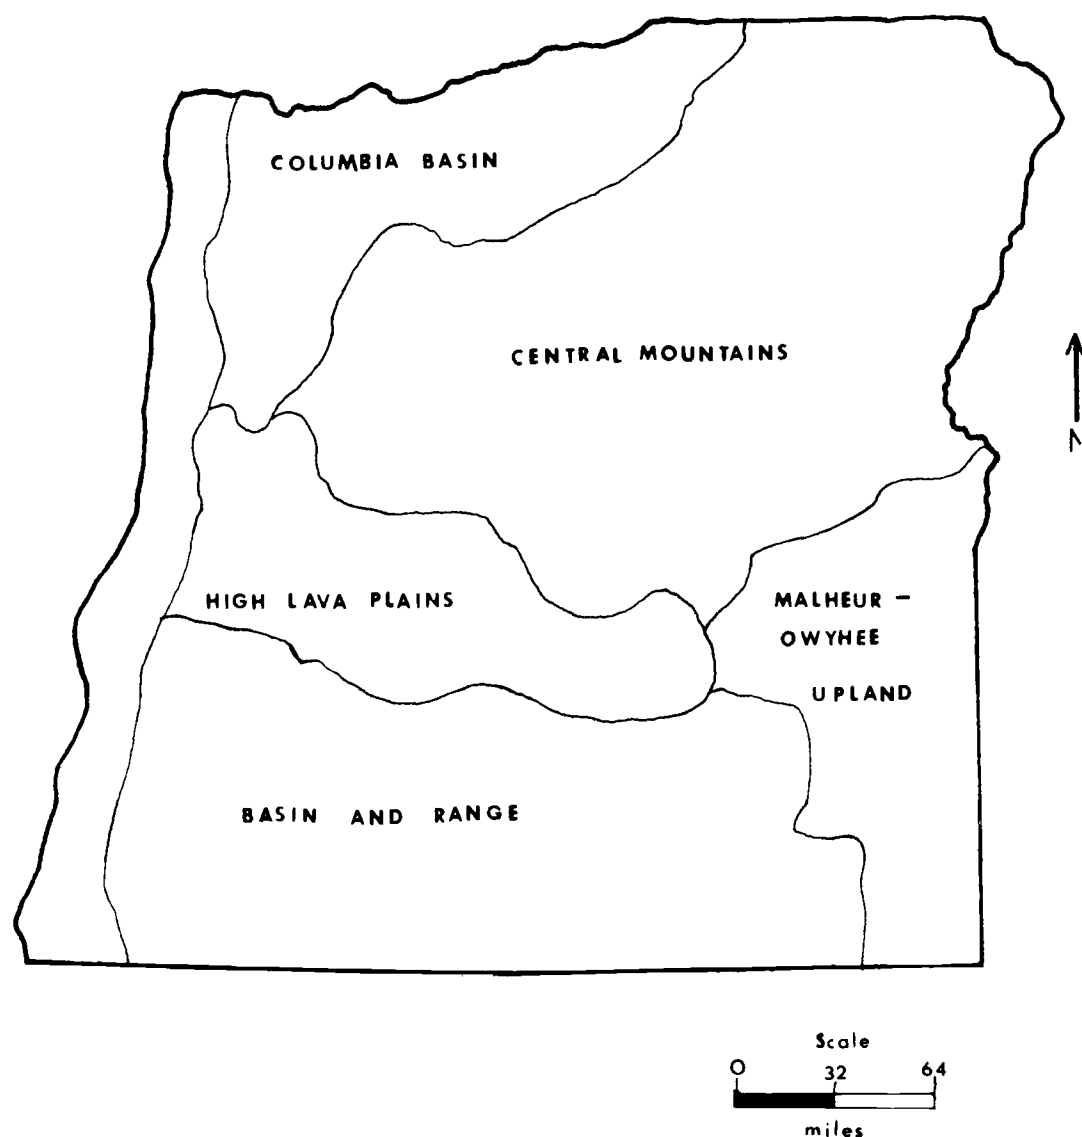 COLUMBIA BASIN
CENTRAL MOUNTAINS
N
HIGH LAVA PLAINS
MALHEUR -
OWYHEE
UPLAND
BASIN AND RANGE
Scale
0 32 64
miles